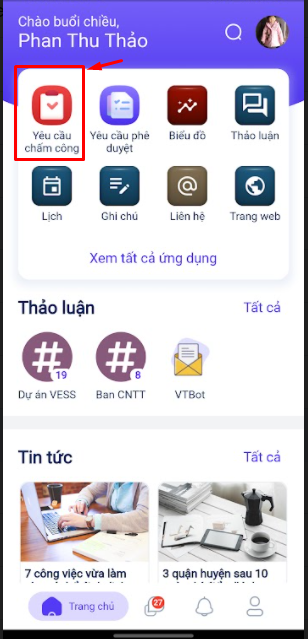 Chào buổi chiều,
Phan Thu Thảo
Yêu cầu
chấm công
Yêu cầu phê
duyệt
Biểu đồ
Thảo luận
Lịch
Ghi chú
Liên hệ
Trang web
Xem tất cả ứng dụng
Thảo luận
Tất cả
19
8
Dự án VESS
Ban CNTT
VTBot
Tin tức
Tất cả
7 công việc vừa làm
3 quận huyện sau 10
Trang chủ
27